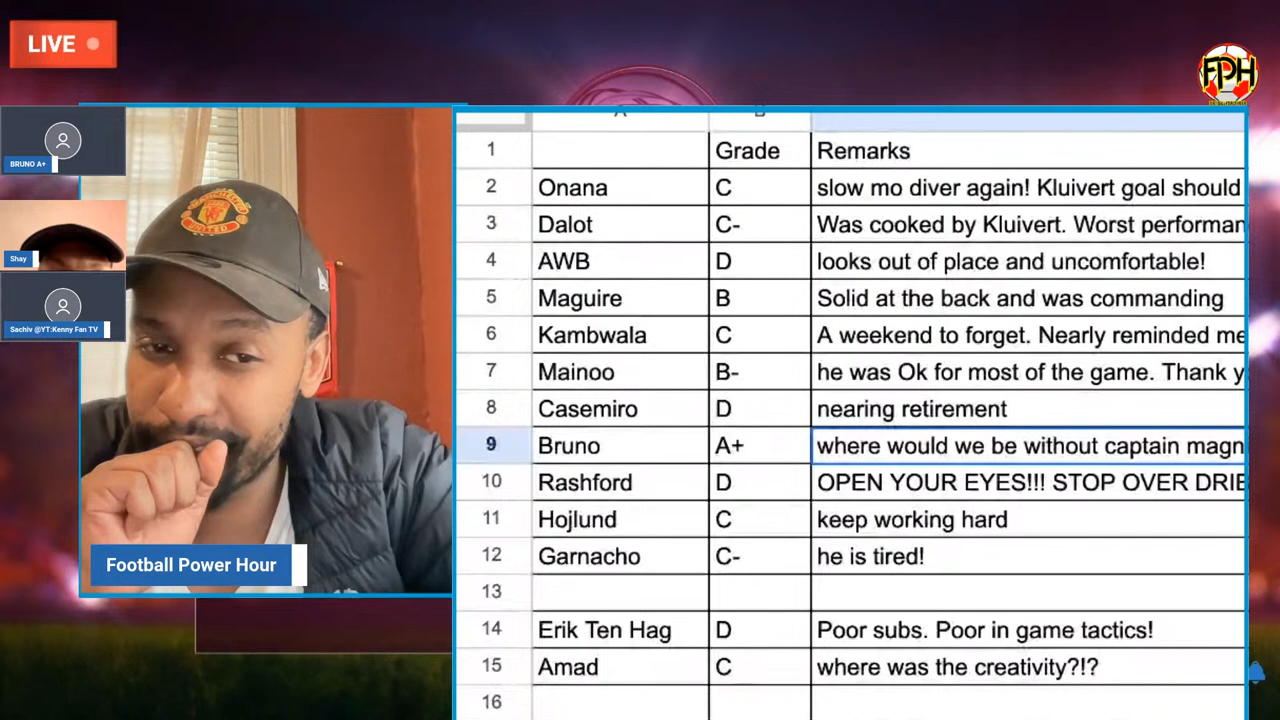 LIVE
FPH
BRUNO A+
Shay
Sachiv @YT:Kenny Fan TV
Football Power Hour
1 Grade Remarks
2 Onana C slow mo diver again! Kluivert goal should
3 Dalot C- Was cooked by Kluivert. Worst performan
4 AWB D looks out of place and uncomfortable!
5 Maguire B Solid at the back and was commanding
6 Kambwala C A weekend to forget. Nearly reminded me
7 Mainoo B- he was Ok for most of the game. Thank y
8 Casemiro D nearing retirement
9 Bruno A+ where would we be without captain magn
10 Rashford D OPEN YOUR EYES!!! STOP OVER DRIB
11 Hojlund C keep working hard
12 Garnacho C- he is tired!
13
14 Erik Ten Hag D Poor subs. Poor in game tactics!
15 Amad C where was the creativity?!?
16